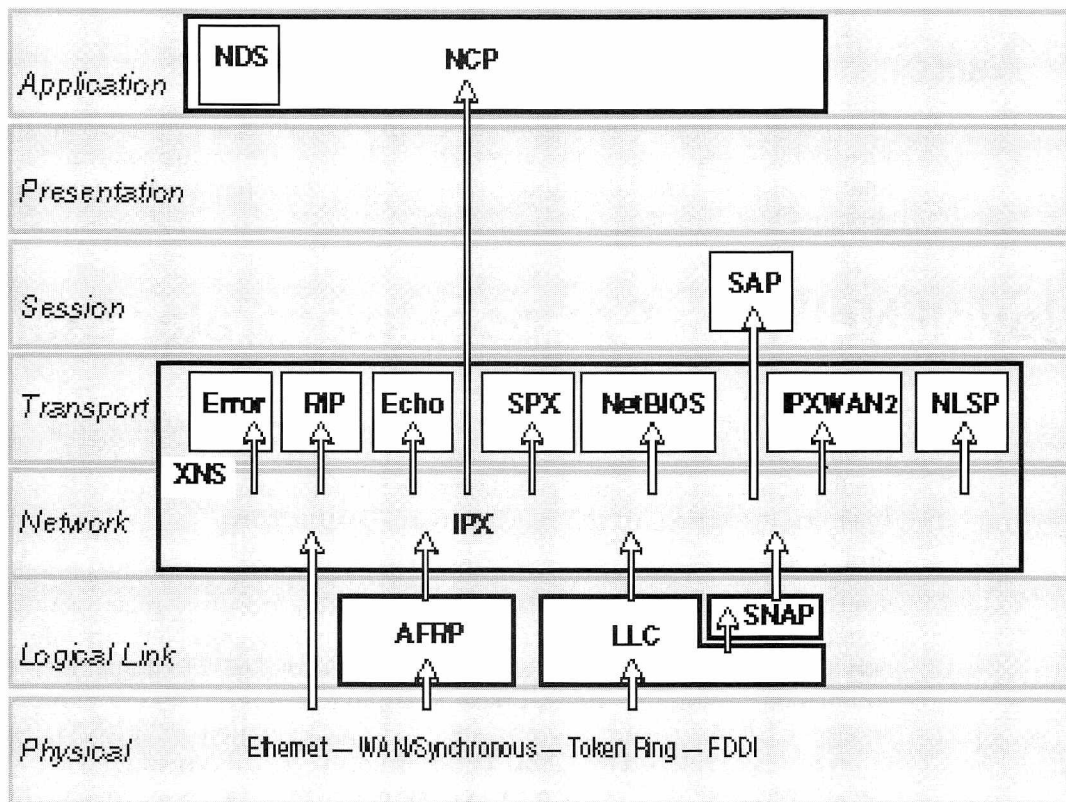 NDS
NCP
Application
Presentation
SAP
Session
Error RIP Echo SPX NetBIOS IPXWAN2 NLSP
Transport
XNS
Network
IPX
SNAP
AFRP LLC
Logical Link
Physical
Ethernet — WAN/Synchronous — Token Ring — FDDI